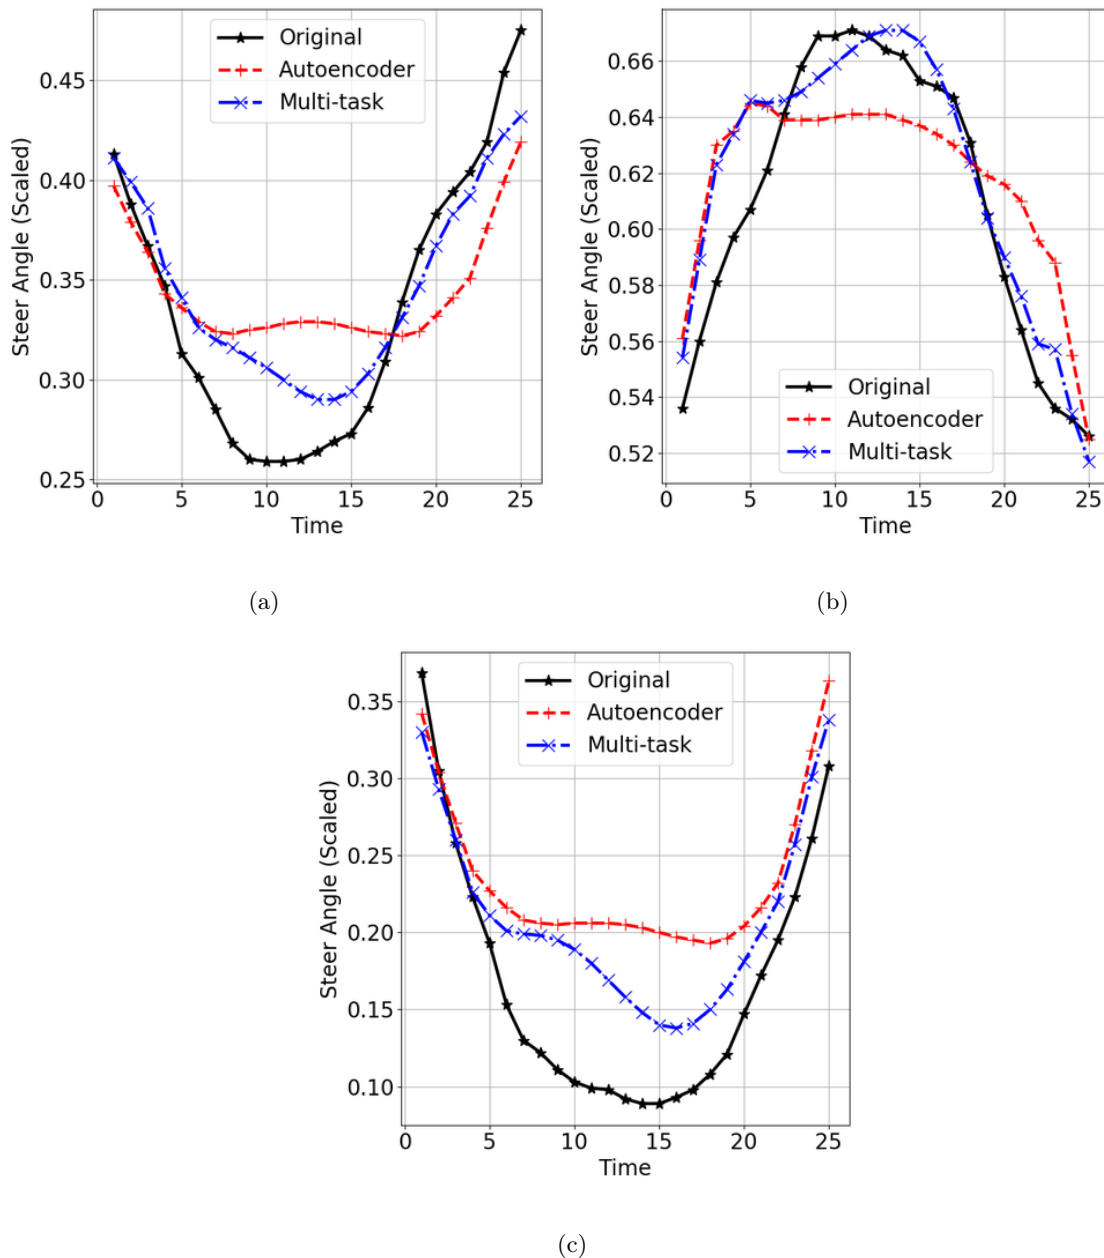 Original
Autoencoder
Multi-task
0.45
0.40
0.35
0.30
0.25
Steer Angle (Scaled)
0 5 10 15 20 25
Time
(a)
Original
Autoencoder
Multi-task
0.66
0.64
0.62
0.60
0.58
0.56
0.54
0.52
Steer Angle (Scaled)
0 5 10 15 20 25
Time
(b)
Original
Autoencoder
Multi-task
0.35
0.30
0.25
0.20
0.15
0.10
Steer Angle (Scaled)
0 5 10 15 20 25
Time
(c)